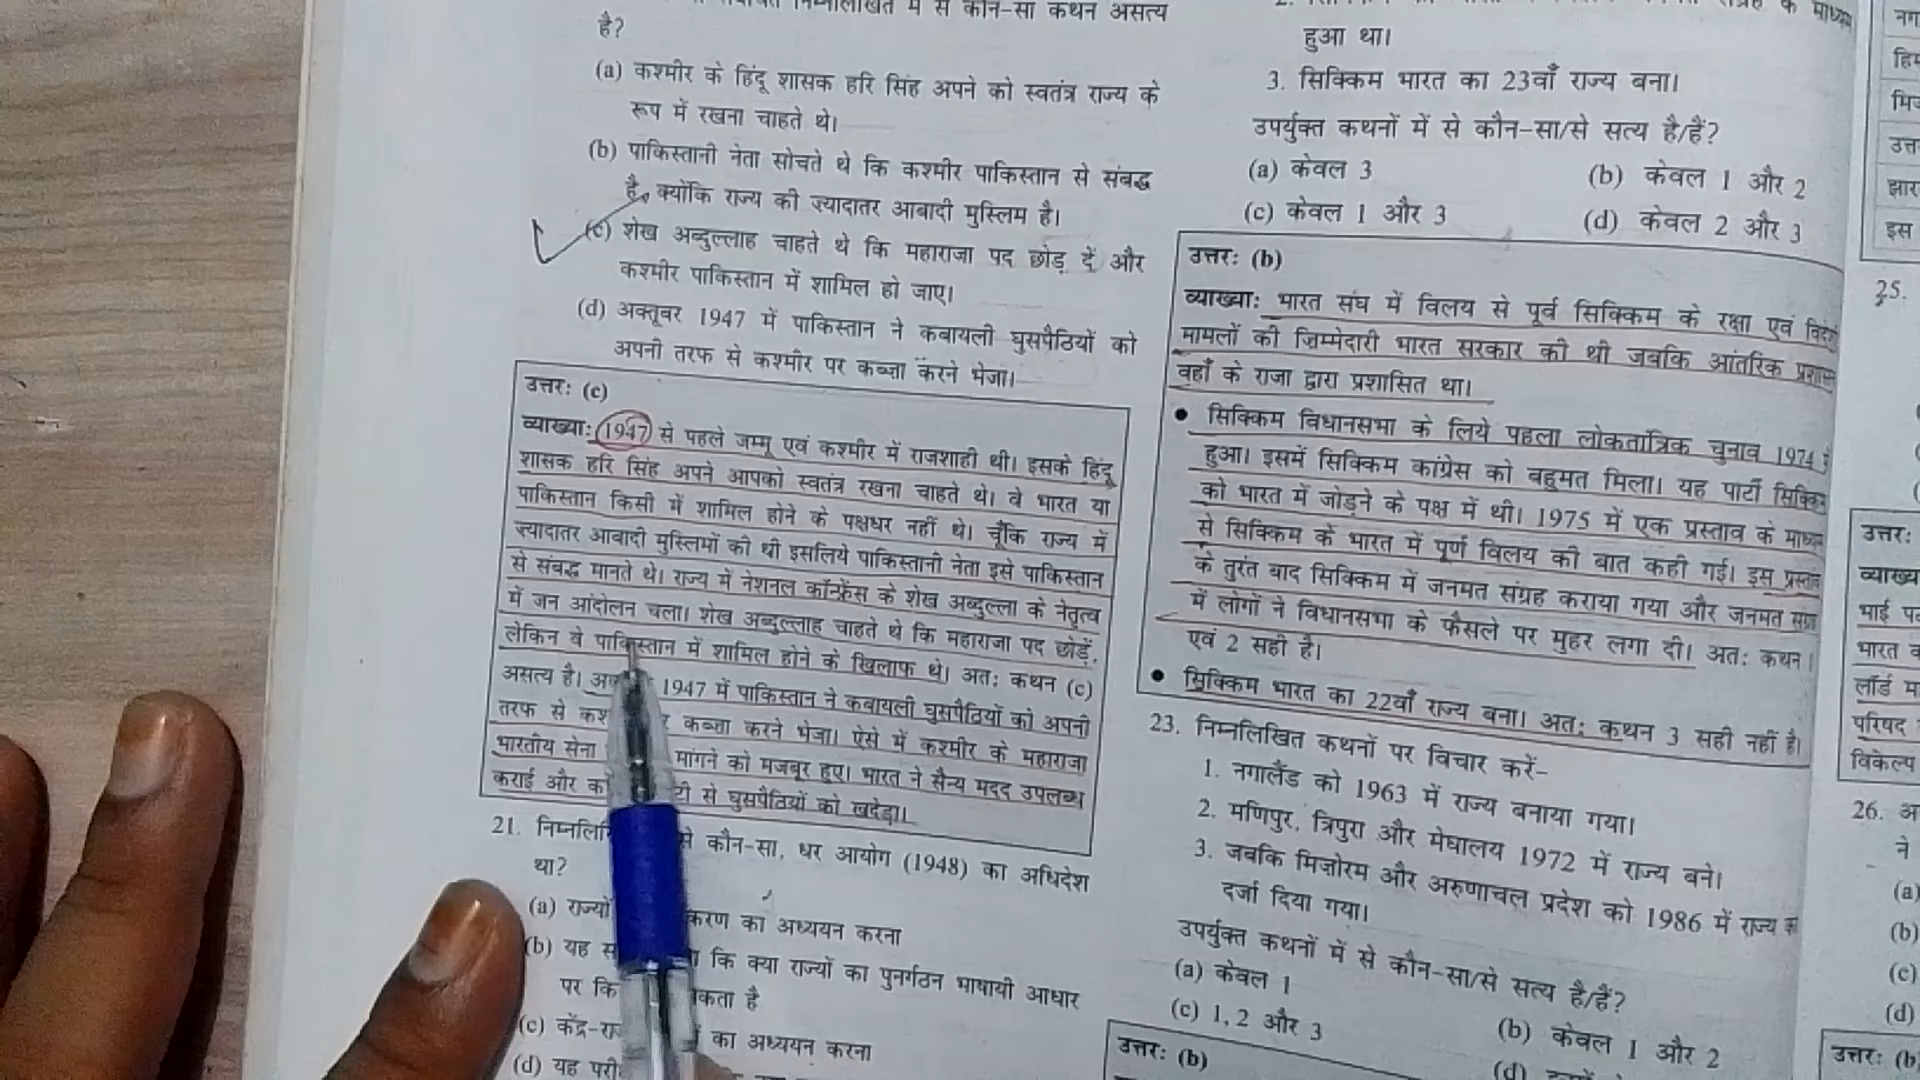 निम्नलिखित में से कौन-सा कथन असत्य
है?
(a) कश्मीर के हिंदू शासक हरि सिंह अपने को स्वतंत्र राज्य के
रूप में रखना चाहते थे।
(b) पाकिस्तानी नेता सोचते थे कि कश्मीर पाकिस्तान से संबद्ध
है, क्योंकि राज्य की ज़्यादातर आबादी मुस्लिम है।
(c) शेख अब्दुल्लाह चाहते थे कि महाराजा पद छोड़ दें और
कश्मीर पाकिस्तान में शामिल हो जाए।
(d) अक्तूबर 1947 में पाकिस्तान ने कबायली घुसपैठियों को
अपनी तरफ से कश्मीर पर कब्ज़ा करने भेजा।
उत्तरः (c)
व्याख्याः 1947 से पहले जम्मू एवं कश्मीर में राजशाही थी। इसके हिंदू
शासक हरि सिंह अपने आपको स्वतंत्र रखना चाहते थे। वे भारत या
पाकिस्तान किसी में शामिल होने के पक्षधर नहीं थे। चूँकि राज्य में
ज़्यादातर आबादी मुस्लिमों की थी इसलिये पाकिस्तानी नेता इसे पाकिस्तान
से संबद्ध मानते थे। राज्य में नेशनल कॉन्फ्रेंस के शेख अब्दुल्ला के नेतृत्व
में जन आंदोलन चला। शेख अब्दुल्लाह चाहते थे कि महाराजा पद छोड़ें,
लेकिन वे पाकिस्तान में शामिल होने के खिलाफ थे। अतः कथन (c)
असत्य है। 1947 में पाकिस्तान ने कबायली घुसपैठियों को अपनी
तरफ से कब्ज़ा करने भेजा। ऐसे में कश्मीर के महाराजा
भारतीय सेना मांगने को मजबूर हुए। भारत ने सैन्य मदद उपलब्ध
कराई और से घुसपैठियों को खदेड़ा।
21. कौन-सा, धर आयोग (1948) का अधिदेश
था?
(a) राज्यों का अध्ययन करना
(b) यह कि क्या राज्यों का पुनर्गठन भाषायी आधार
पर है
(c) का अध्ययन करना
(d) यह
हुआ था।
3. सिक्किम भारत का 23वाँ राज्य बना।
उपर्युक्त कथनों में से कौन-सा/से सत्य है/हैं?
(a) केवल 3 (b) केवल 1 और 2
(c) केवल 1 और 3 (d) केवल 2 और 3
उत्तरः (b)
व्याख्याः भारत संघ में विलय से पूर्व सिक्किम के रक्षा एवं
मामलों की ज़िम्मेदारी भारत सरकार की थी जबकि आंतरिक
वहाँ के राजा द्वारा प्रशासित था।
• सिक्किम विधानसभा के लिये पहला लोकतांत्रिक चुनाव 1974
हुआ। इसमें सिक्किम कांग्रेस को बहुमत मिला। यह पार्टी
को भारत में जोड़ने के पक्ष में थी। 1975 में एक प्रस्ताव के
से सिक्किम के भारत में पूर्ण विलय की बात कही गई। इस
के तुरंत बाद सिक्किम में जनमत संग्रह कराया गया और जनमत
में लोगों ने विधानसभा के फैसले पर मुहर लगा दी। अतः कथन
एवं 2 सही है।
• सिक्किम भारत का 22वाँ राज्य बना। अतः कथन 3 सही नहीं है।
23. निम्नलिखित कथनों पर विचार करें-
1. नगालैंड को 1963 में राज्य बनाया गया।
2. मणिपुर, त्रिपुरा और मेघालय 1972 में राज्य बने।
3. जबकि मिज़ोरम और अरुणाचल प्रदेश को 1986 में राज्य
दर्जा दिया गया।
उपर्युक्त कथनों में से कौन-सा/से सत्य है/हैं?
(a) केवल 1
(b) केवल 1 और 2
(c) 1, 2 और 3
(d)
उत्तरः (b)
इस
25.
उत्तरः
भारत
लॉर्ड
परिषद
26.
ने
(a)
(b)
(c)
(d)
उत्तरः (b)